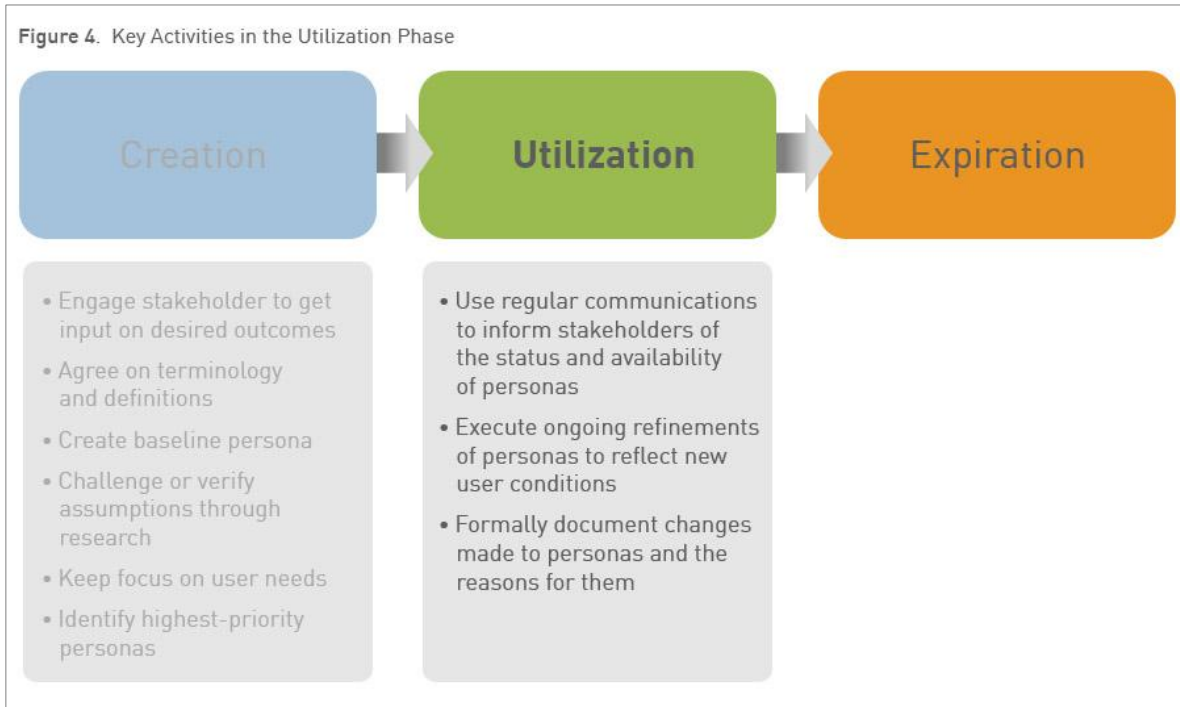 Figure 4. Key Activities in the Utilization Phase
Creation
Utilization
Expiration
• Engage stakeholder to get
input on desired outcomes
• Agree on terminology
and definitions
• Create baseline persona
• Challenge or verify
assumptions through
research
• Keep focus on user needs
• Identify highest-priority
personas
• Use regular communications
to inform stakeholders of
the status and availability
of personas
• Execute ongoing refinements
of personas to reflect new
user conditions
• Formally document changes
made to personas and the
reasons for them